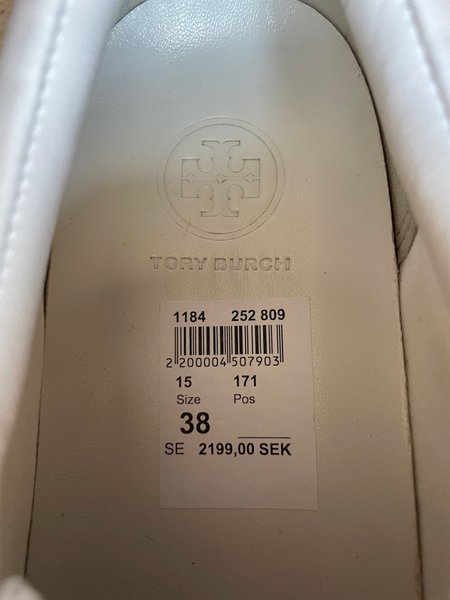 TORY BURCH
1184 252 809
2 200004 507903
15 171
Size Pos
38
SE 2199,00 SEK